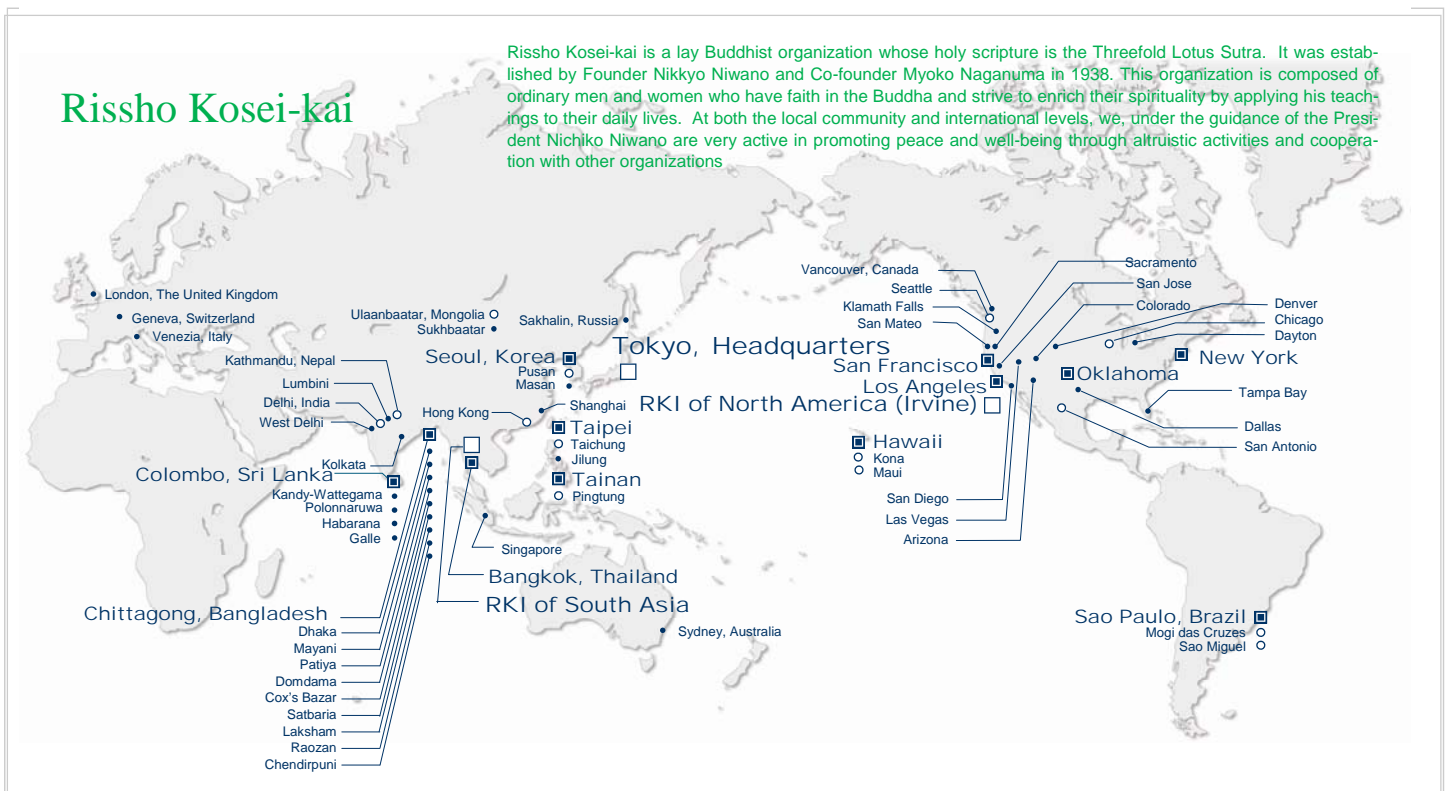 Rissho Kosei-kai is a lay Buddhist organization whose holy scripture is the Threefold Lotus Sutra.  It was estab-
lished by Founder Nikkyo Niwano and Co-founder Myoko Naganuma in 1938. This organization is composed of
ordinary men and women who have faith in the Buddha and strive to enrich their spirituality by applying his teach-
ings to their daily lives.  At both the local community and international levels, we, under the guidance of the Presi-
dent Nichiko Niwano are very active in promoting peace and well-being through altruistic activities and coopera-
tion with other organizations
Rissho Kosei-kai
London, The United Kingdom
Geneva, Switzerland
Venezia, Italy
Ulaanbaatar, Mongolia
Sukhbaatar
Sakhalin, Russia
Kathmandu, Nepal
Lumbini
Delhi, India
West Delhi
Seoul, Korea
Pusan
Masan
Tokyo, Headquarters
Hong Kong
Shanghai
Taipei
Taichung
Jilung
Tainan
Pingtung
Kolkata
Colombo, Sri Lanka
Kandy-Wattegama
Polonnaruwa
Habarana
Galle
Singapore
Bangkok, Thailand
RKI of South Asia
Chittagong, Bangladesh
Dhaka
Mayani
Patiya
Domdama
Cox's Bazar
Satbaria
Laksham
Raozan
Chendirpuni
Sydney, Australia
Vancouver, Canada
Seattle
Klamath Falls
San Mateo
San Francisco
Los Angeles
RKI of North America (Irvine)
Sacramento
San Jose
Colorado
Denver
Chicago
Dayton
New York
Oklahoma
Tampa Bay
Dallas
San Antonio
Hawaii
Kona
Maui
San Diego
Las Vegas
Arizona
Sao Paulo, Brazil
Mogi das Cruzes
Sao Miguel